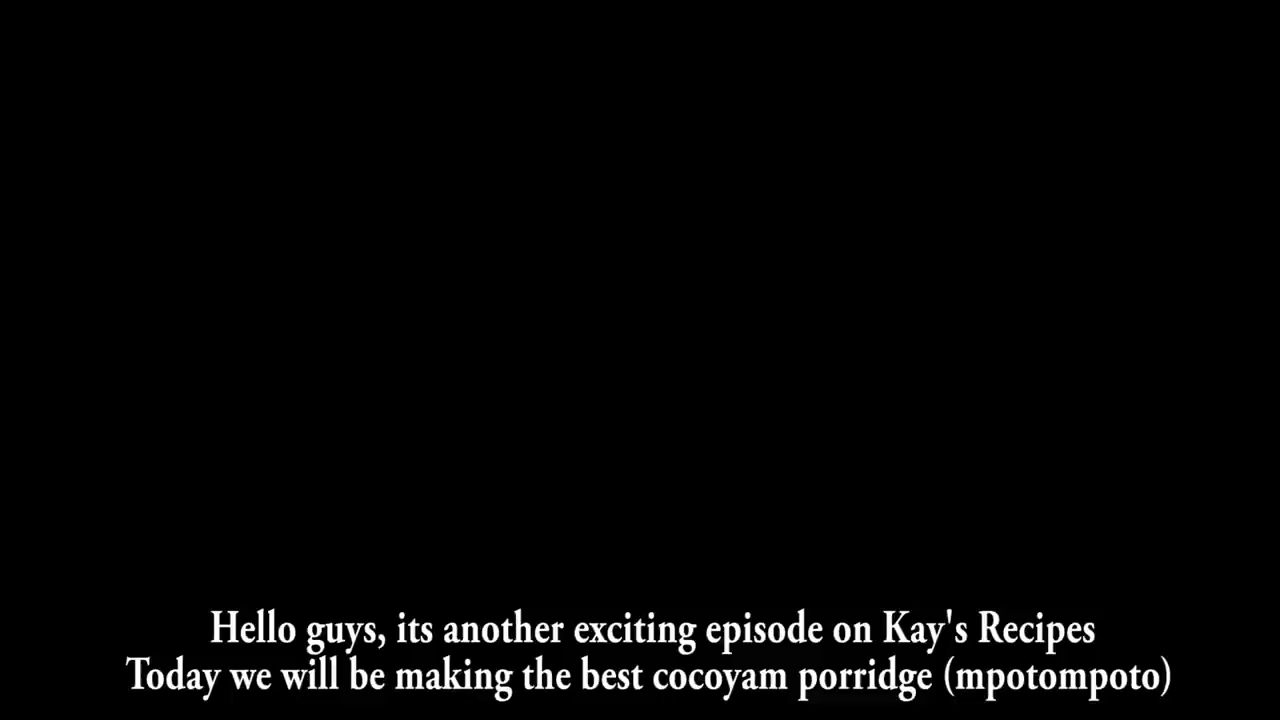 Hello guys, its another exciting episode on Kay's Recipes
Today we will be making the best cocoyam porridge (mpotompoto)